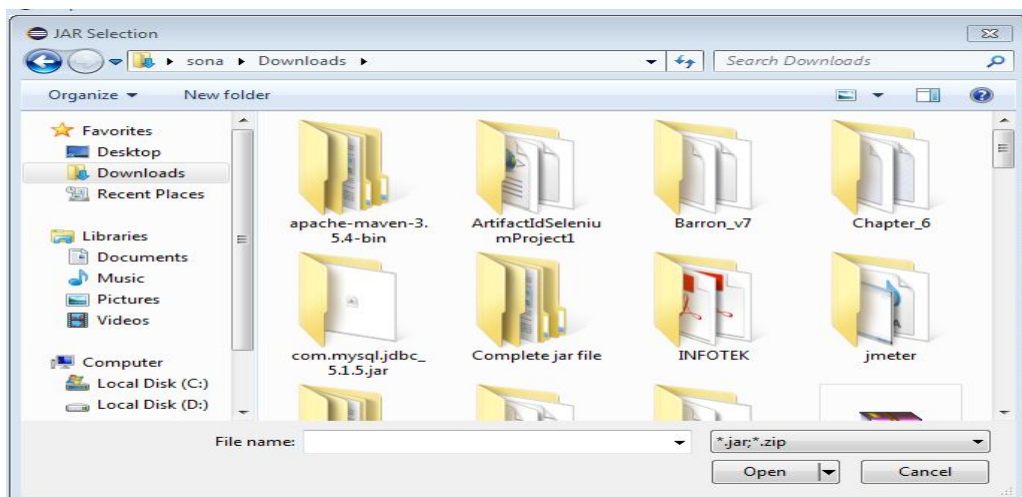 JAR Selection
sona Downloads
Search Downloads
Organize
New folder
Favorites
Desktop
Downloads
Recent Places
Libraries
Documents
Music
Pictures
Videos
Computer
Local Disk (C:)
Local Disk (D:)
apache-maven-3.
5.4-bin
ArtifactIdSeleniu
mProject1
Barron_v7
Chapter_6
com.mysql.jdbc_
5.1.5.jar
Complete jar file
INFOTEK
jmeter
File name:
*.jar;*.zip
Open
Cancel